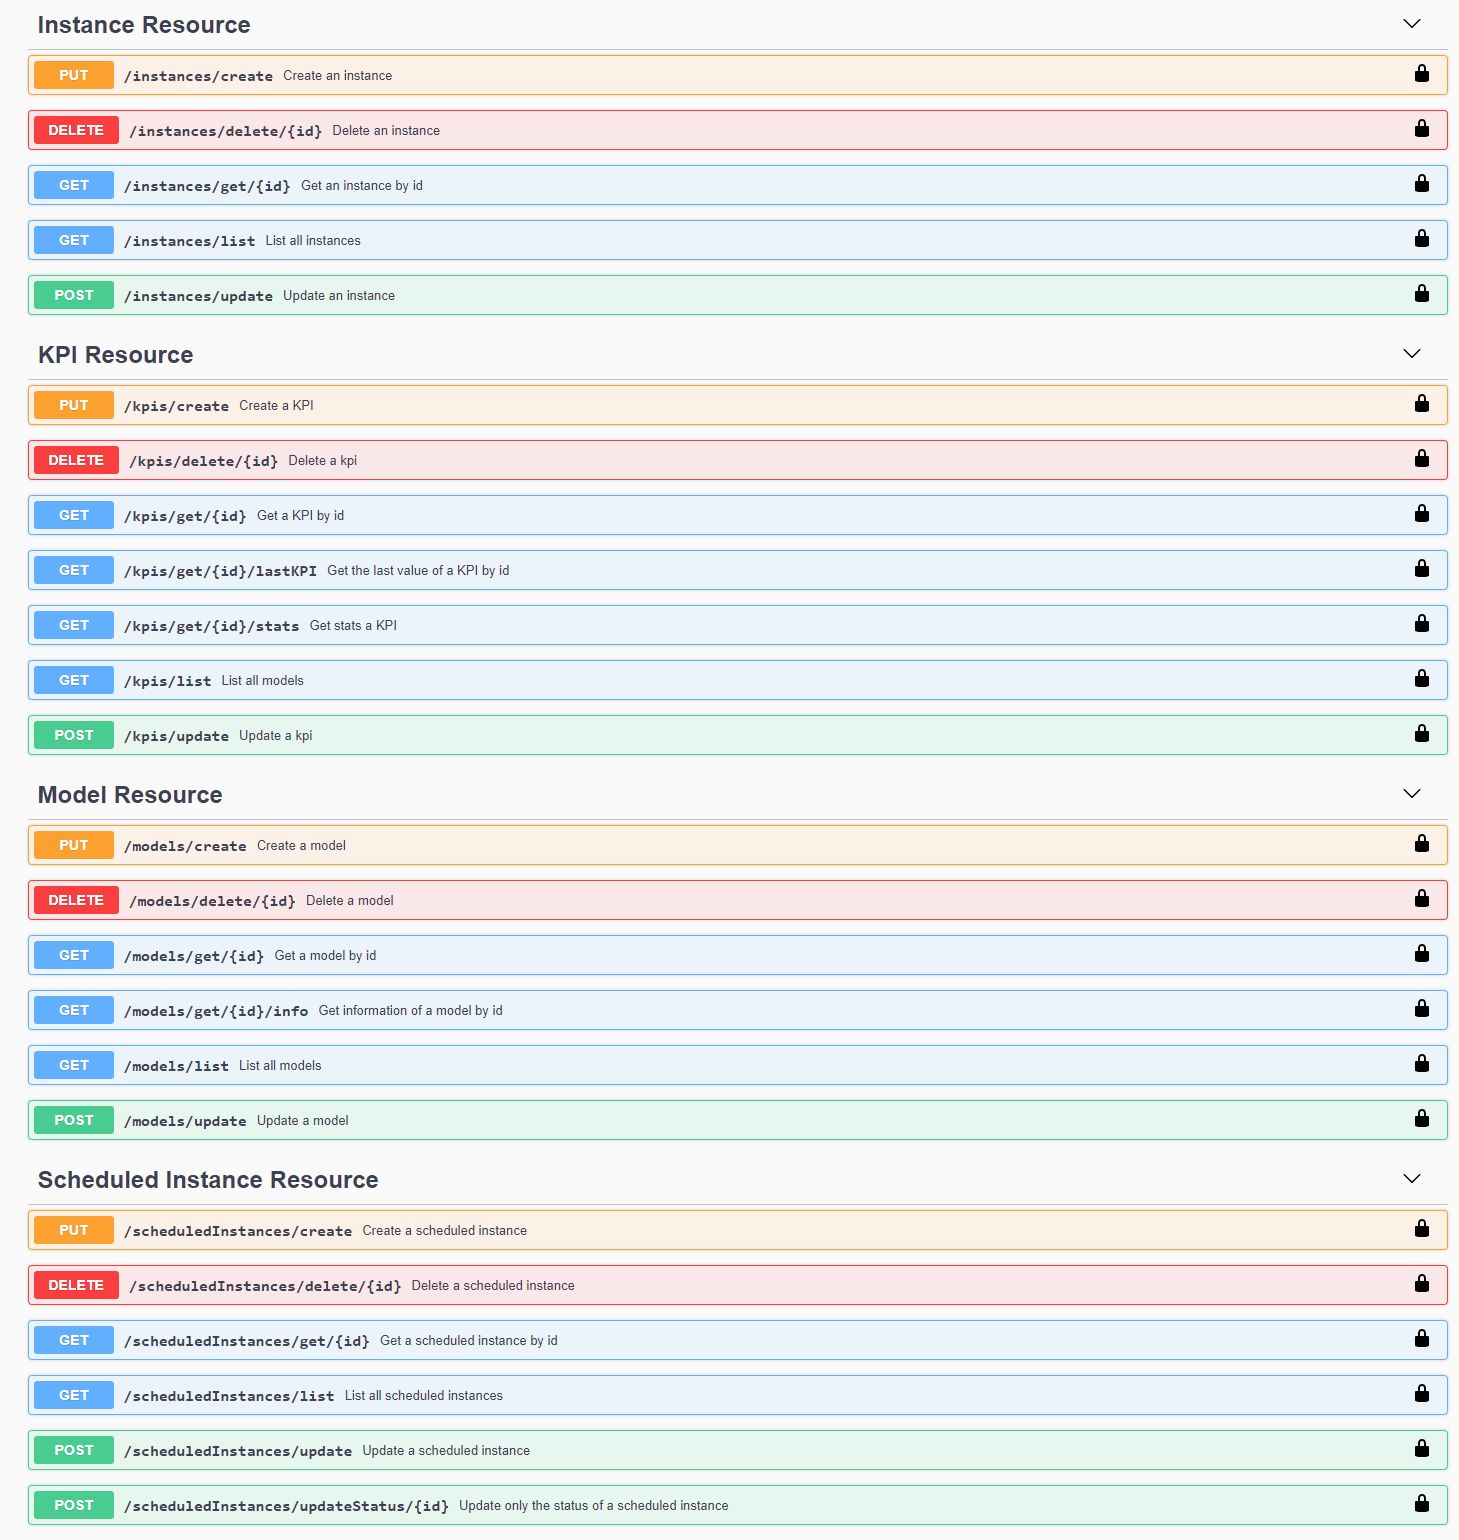 Instance Resource
PUT /instances/create Create an instance
DELETE /instances/delete/{id} Delete an instance
GET /instances/get/{id} Get an instance by id
GET /instances/list List all instances
POST /instances/update Update an instance
KPI Resource
PUT /kpis/create Create a KPI
DELETE /kpis/delete/{id} Delete a kpi
GET /kpis/get/{id} Get a KPI by id
GET /kpis/get/{id}/lastKPI Get the last value of a KPI by id
GET /kpis/get/{id}/stats Get stats a KPI
GET /kpis/list List all models
POST /kpis/update Update a kpi
Model Resource
PUT /models/create Create a model
DELETE /models/delete/{id} Delete a model
GET /models/get/{id} Get a model by id
GET /models/get/{id}/info Get information of a model by id
GET /models/list List all models
POST /models/update Update a model
Scheduled Instance Resource
PUT /scheduledInstances/create Create a scheduled instance
DELETE /scheduledInstances/delete/{id} Delete a scheduled instance
GET /scheduledInstances/get/{id} Get a scheduled instance by id
GET /scheduledInstances/list List all scheduled instances
POST /scheduledInstances/update Update a scheduled instance
POST /scheduledInstances/updateStatus/{id} Update only the status of a scheduled instance